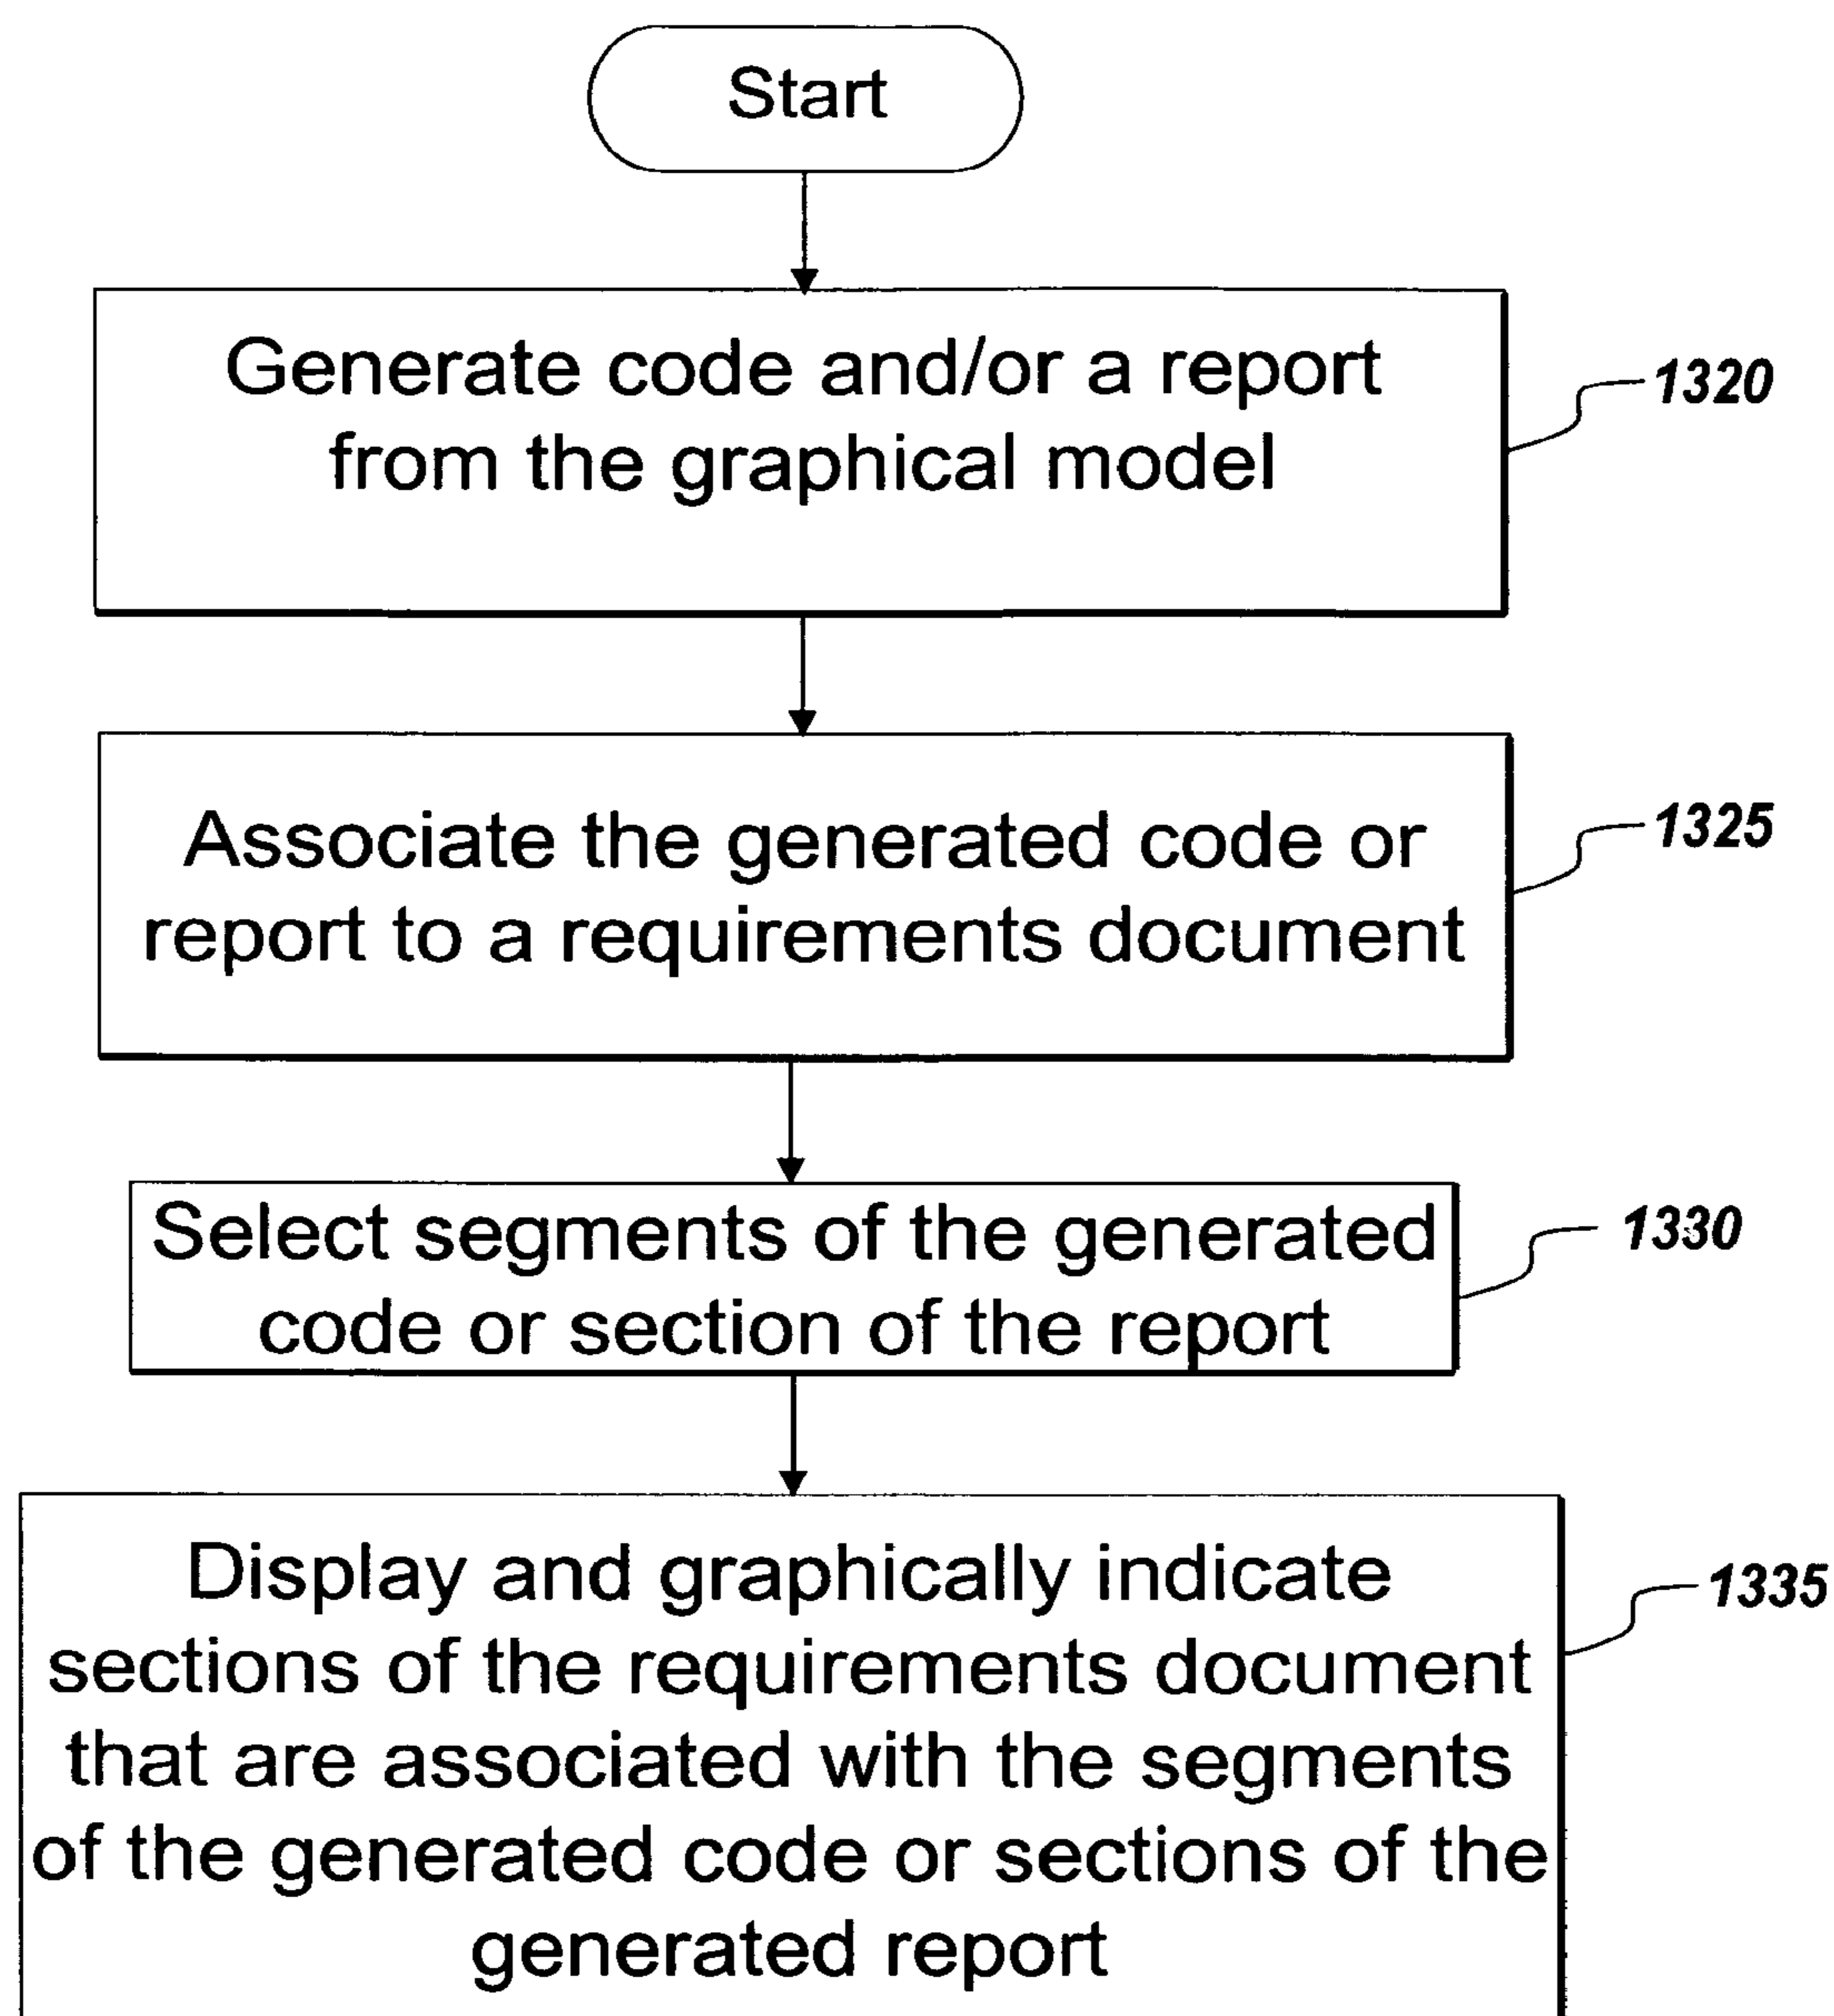 Start
Generate code and/or a report
from the graphical model
1320
Associate the generated code or
report to a requirements document
1325
Select segments of the generated
code or section of the report
1330
Display and graphically indicate
sections of the requirements document
that are associated with the segments
of the generated code or sections of the
generated report
1335